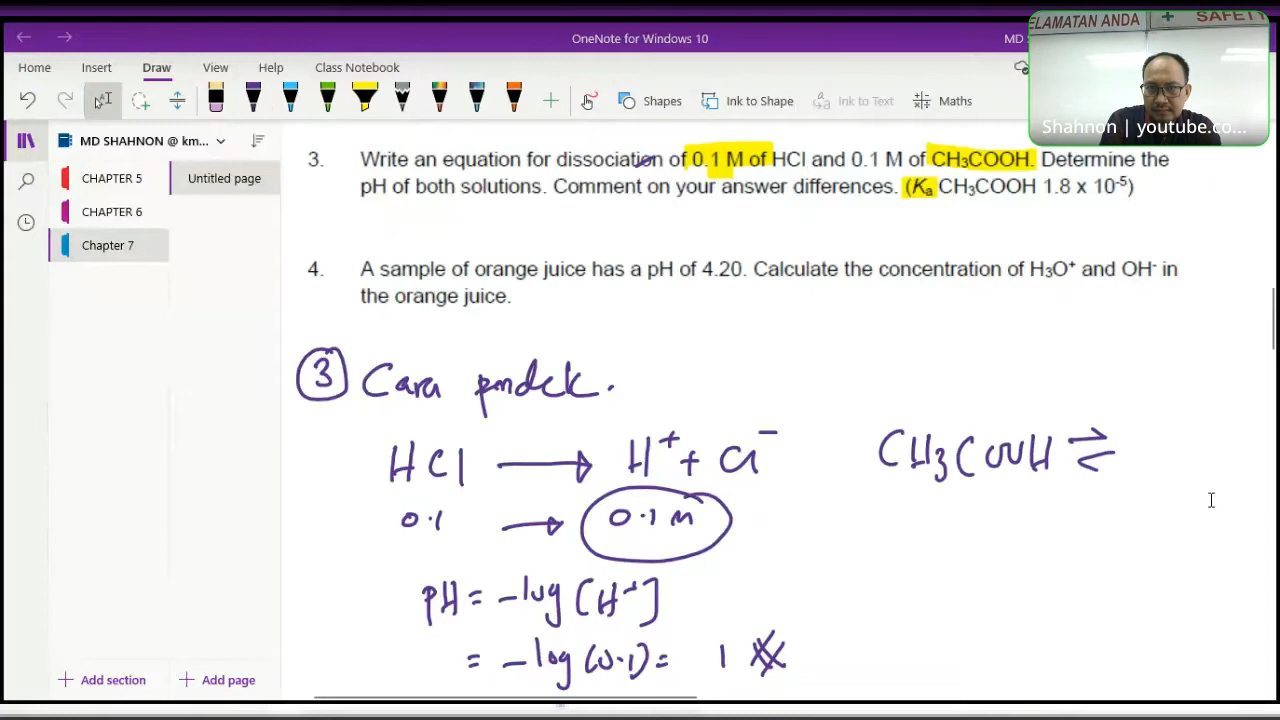 OneNote for Windows 10
MD S
ELAMATAN ANDA + SAFETY
Home Insert Draw View Help Class Notebook
Shapes Ink to Shape Ink to Text Maths
Shahnon | youtube.co...
MD SHAHNON @ km...
CHAPTER 5
CHAPTER 6
Chapter 7
Untitled page
3. Write an equation for dissociation of 0.1 M of HCl and 0.1 M of CH₃COOH. Determine the
pH of both solutions. Comment on your answer differences. (Kₐ CH₃COOH 1.8 x 10⁻⁵)
4. A sample of orange juice has a pH of 4.20. Calculate the concentration of H₃O⁺ and OH⁻ in
the orange juice.
③ Cara pendek.
HCl → H⁺ + Cl⁻ CH₃COOH ⇌
0.1 → 0.1 M
pH = -log [H⁺]
= -log (0.1) = 1
Add section
Add page